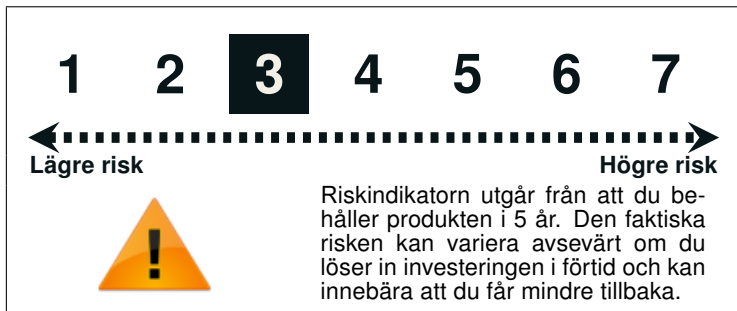 1 2 3 4 5 6 7
Lägre risk Högre risk
Riskindikatorn utgår från att du be-
håller produkten i 5 år. Den faktiska
risken kan variera avsevärt om du
löser in investeringen i förtid och kan
innebära att du får mindre tillbaka.